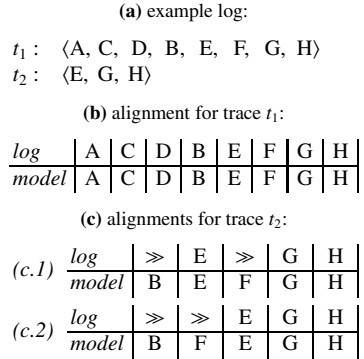 (a) example log:
t1 : ⟨A, C, D, B, E, F, G, H⟩
t2 : ⟨E, G, H⟩
(b) alignment for trace t1:
log A C D B E F G H
model A C D B E F G H
(c) alignments for trace t2:
(c.1) log ≫ E ≫ G H
model B E F G H
(c.2) log ≫ ≫ E G H
model B F E G H